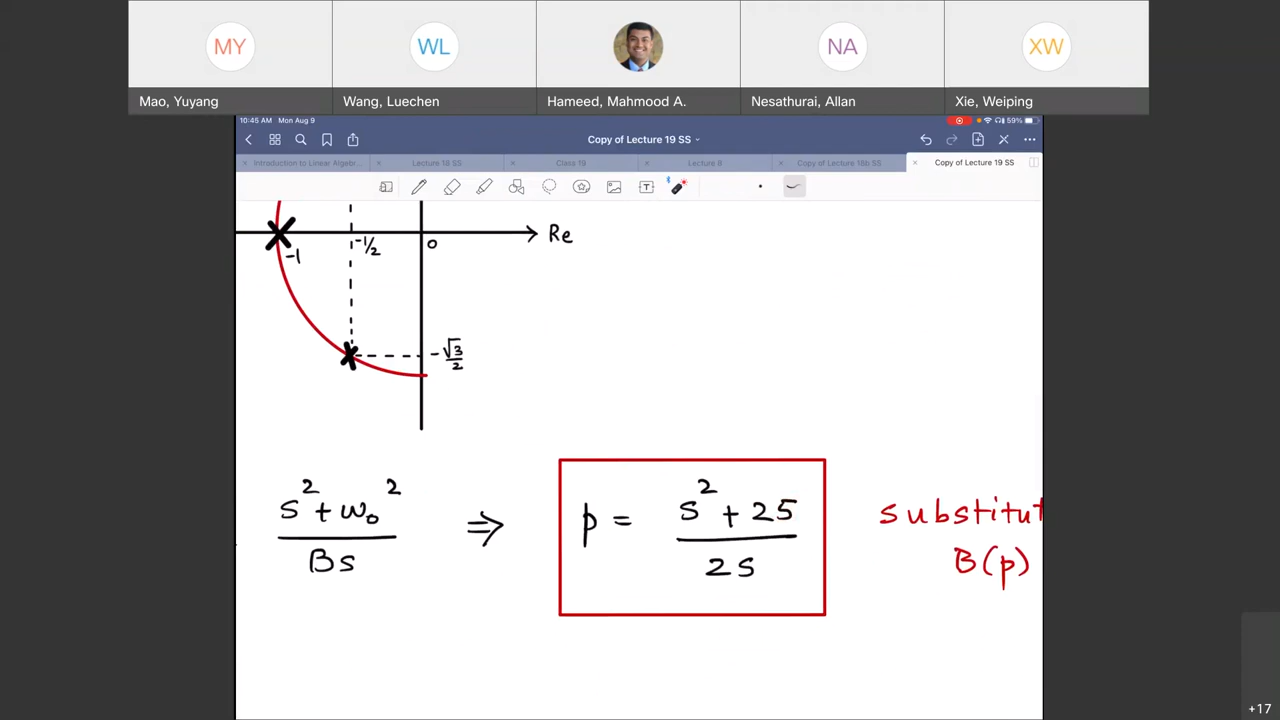 MY
WL
NA
XW
Mao, Yuyang
Wang, Luechen
Hameed, Mahmood A.
Nesathurai, Allan
Xie, Weiping
10:45 AM Mon Aug 9
59%
Copy of Lecture 19 SS
Introduction to Linear Algebr...
Lecture 18 SS
Class 19
Lecture 8
Copy of Lecture 18b SS
Copy of Lecture 19 SS
T
Re
-1
-1/2
0
-√3/2
(s² + ω₀²)/(Bs) ⇒ p = (s² + 25)/(2s)
substitut
B(p)
+17